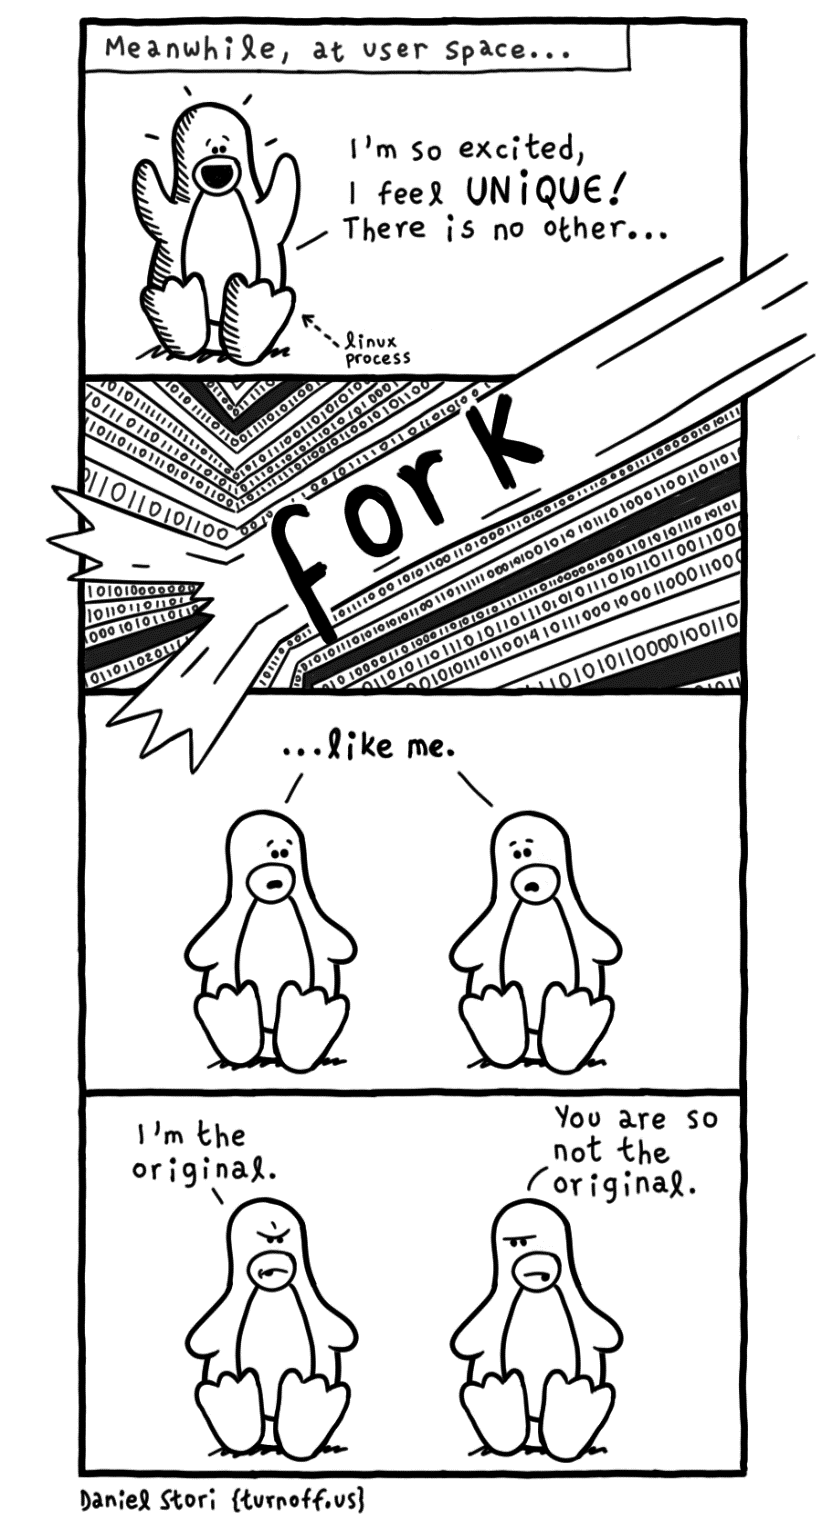 Meanwhile, at user space...
I'm so excited,
I feel UNiQUE!
There is no other...
linux
process
fork
...like me.
I'm the
original.
You are so
not the
original.
Daniel Stori {turnoff.us}